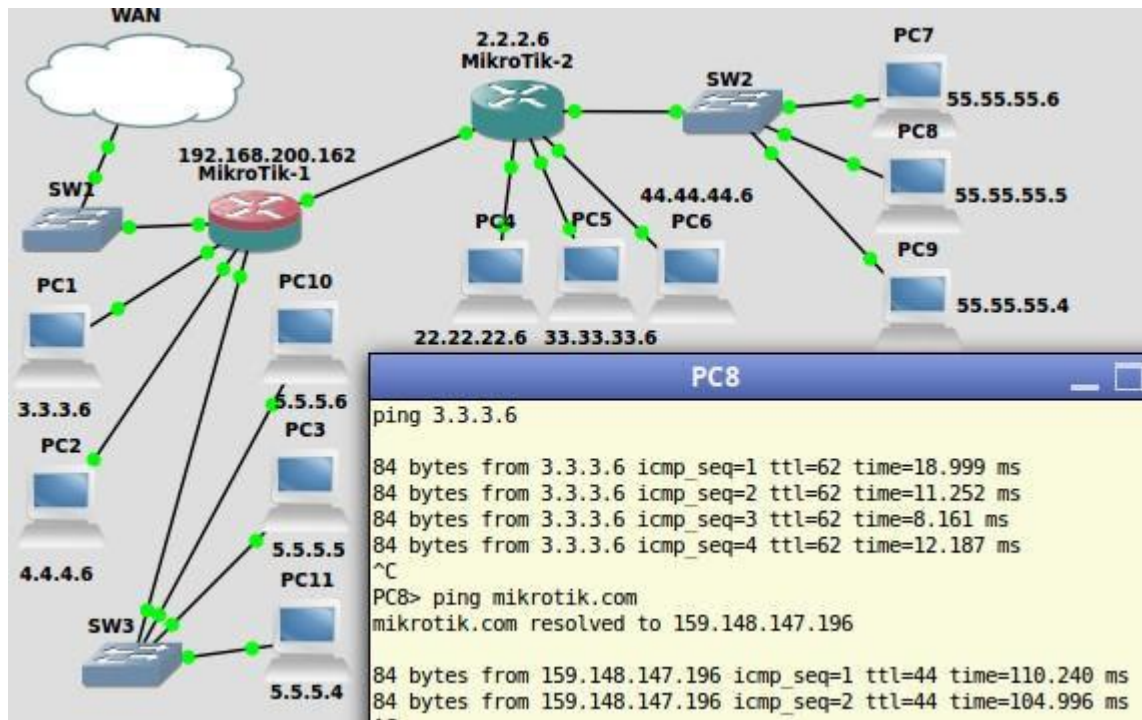 WAN
2.2.2.6
MikroTik-2
PC7
SW2
55.55.55.6
PC8
192.168.200.162
MikroTik-1
SW1
44.44.44.6
55.55.55.5
PC4
PC5
PC6
PC9
PC1
PC10
55.55.55.4
22.22.22.6
33.33.33.6
3.3.3.6
5.5.5.6
PC2
PC3
4.4.4.6
5.5.5.5
PC11
SW3
5.5.5.4
PC8
ping 3.3.3.6
84 bytes from 3.3.3.6 icmp_seq=1 ttl=62 time=18.999 ms
84 bytes from 3.3.3.6 icmp_seq=2 ttl=62 time=11.252 ms
84 bytes from 3.3.3.6 icmp_seq=3 ttl=62 time=8.161 ms
84 bytes from 3.3.3.6 icmp_seq=4 ttl=62 time=12.187 ms
^C
PC8> ping mikrotik.com
mikrotik.com resolved to 159.148.147.196
84 bytes from 159.148.147.196 icmp_seq=1 ttl=44 time=110.240 ms
84 bytes from 159.148.147.196 icmp_seq=2 ttl=44 time=104.996 ms